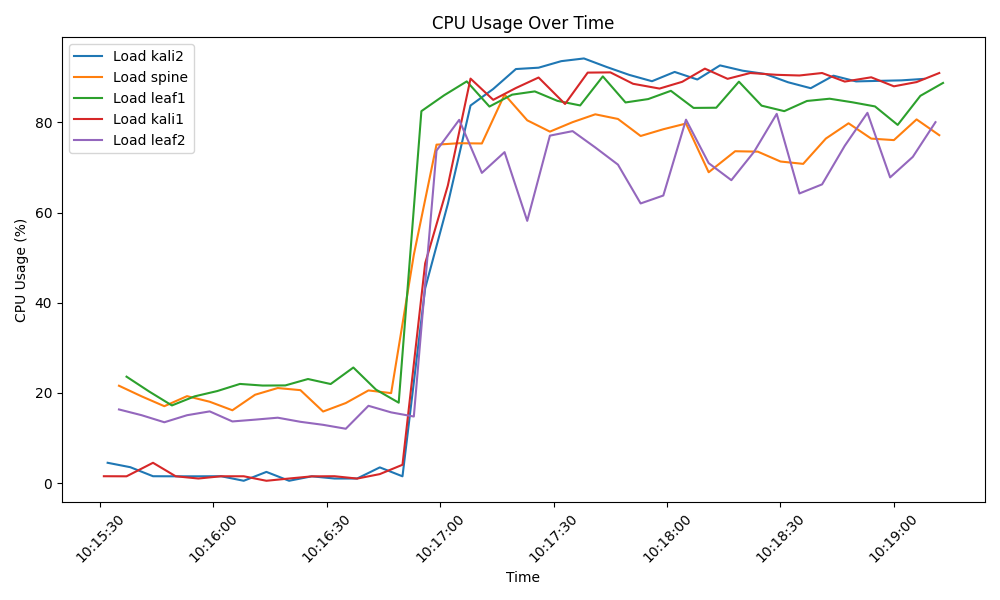 CPU Usage Over Time
Load kali2
Load spine
Load leaf1
Load kali1
Load leaf2
CPU Usage (%)
80
60
40
20
0
10:15:30
10:16:00
10:16:30
10:17:00
10:17:30
10:18:00
10:18:30
10:19:00
Time